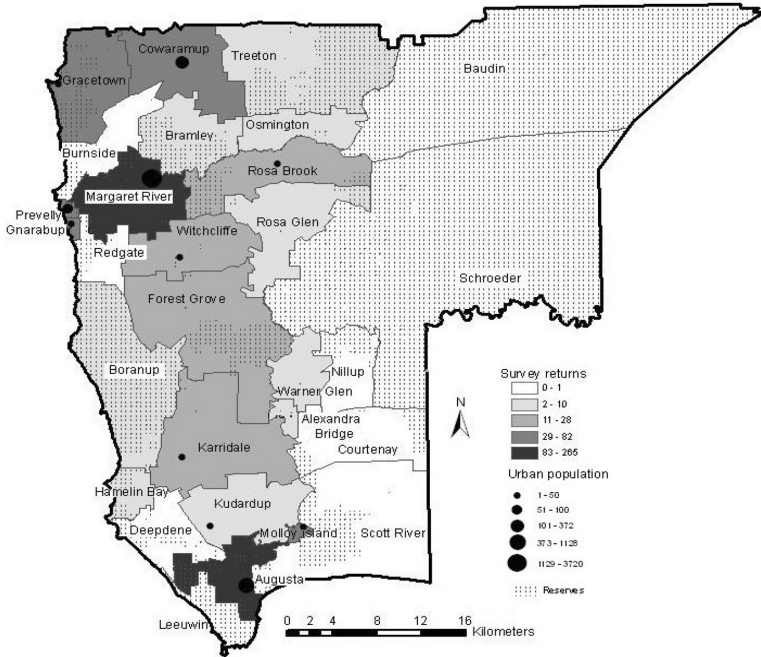 Cowaramup
Treeton
Baudin
Gracetown
Osmington
Bramley
Burnside
Rosa Brook
Margaret River
Prevelly
Gnarabup
Rosa Glen
Witchcliffe
Redgate
Schroeder
Forest Grove
Boranup
Nillup
Warner Glen
Alexandra
Bridge
Courtenay
Karridale
Hamelin Bay
Kudardup
Deepdene
Molloy Island
Scott River
Augusta
Leeuwin
N
Survey returns
0 - 1
2 - 10
11 - 28
29 - 82
83 - 265
Urban population
1 - 50
51 - 100
101 - 372
373 - 1128
1129 - 3720
Reserves
0 2 4 8 12 16
Kilometers